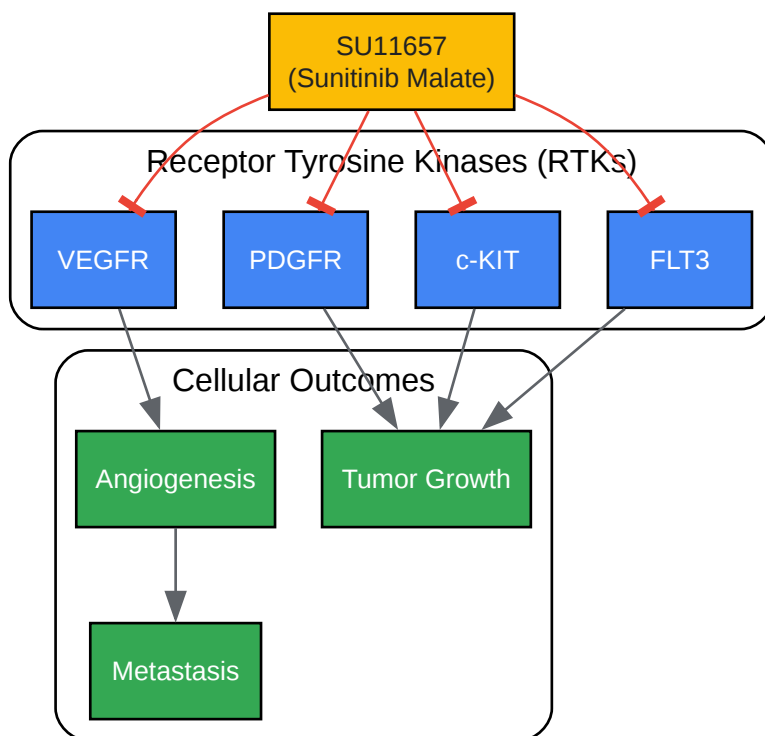 SU11657
(Sunitinib Malate)
Receptor Tyrosine Kinases (RTKs)
VEGFR
PDGFR
c-KIT
FLT3
Cellular Outcomes
Angiogenesis
Tumor Growth
Metastasis